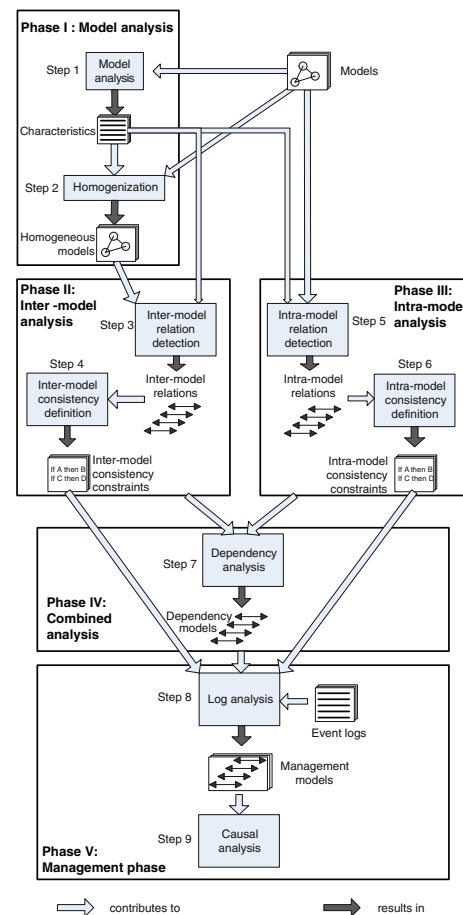 Phase I : Model analysis
Step 1
Model
analysis
Models
Characteristics
Step 2
Homogenization
Homogeneous
models
Phase II:
Inter -model
analysis
Step 3
Inter-model
relation
detection
Step 4
Inter-model
consistency
definition
Inter-model
relations
If A then B
If C then D
Inter-model
consistency
constraints
Phase III:
Intra-mode
analysis
Intra-model
relation
detection
Step 5
Step 6
Intra-model
relations
Intra-model
consistency
definition
Intra-model
consistency
constraints
If A then B
If C then D
Step 7
Dependency
analysis
Phase IV:
Combined
analysis
Dependency
models
Step 8
Log analysis
Event logs
Management
models
Step 9
Causal
analysis
Phase V:
Management phase
contributes to
results in